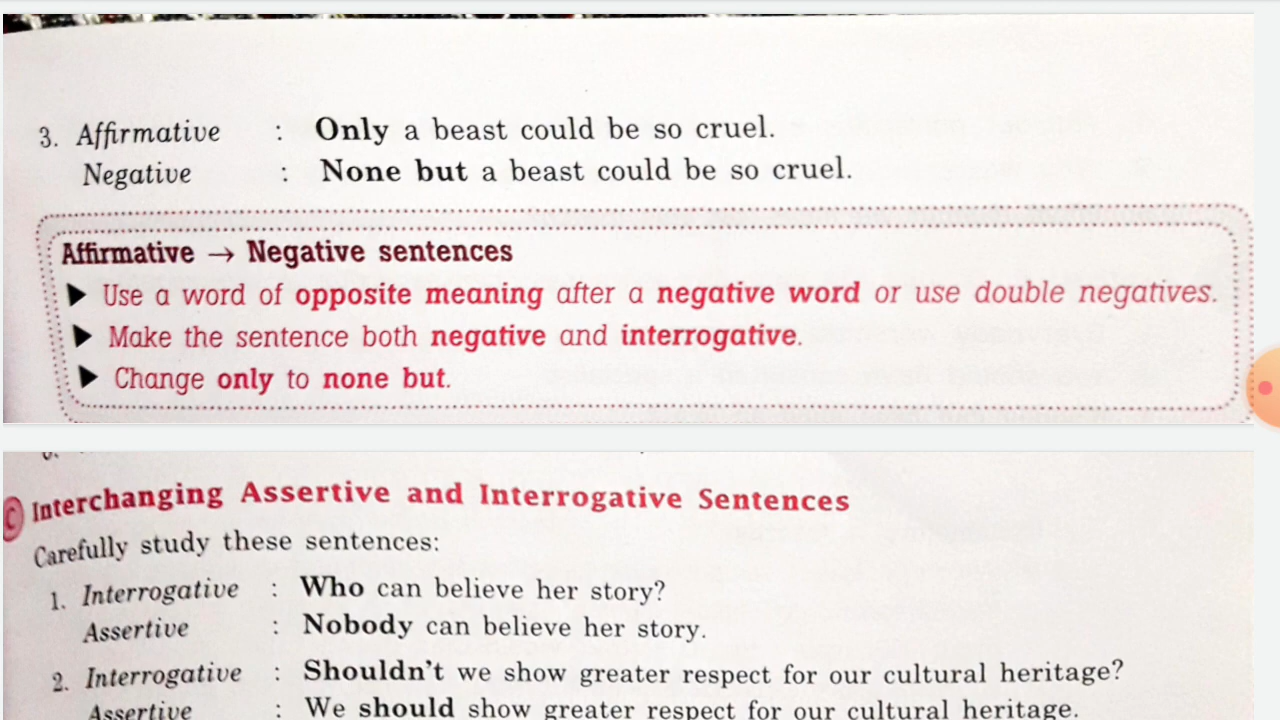 3. Affirmative : Only a beast could be so cruel.
Negative : None but a beast could be so cruel.
Affirmative → Negative sentences
▶ Use a word of opposite meaning after a negative word or use double negatives.
▶ Make the sentence both negative and interrogative.
▶ Change only to none but.
C Interchanging Assertive and Interrogative Sentences
Carefully study these sentences:
1. Interrogative : Who can believe her story?
Assertive : Nobody can believe her story.
2. Interrogative : Shouldn't we show greater respect for our cultural heritage?
Assertive : We should show greater respect for our cultural heritage.